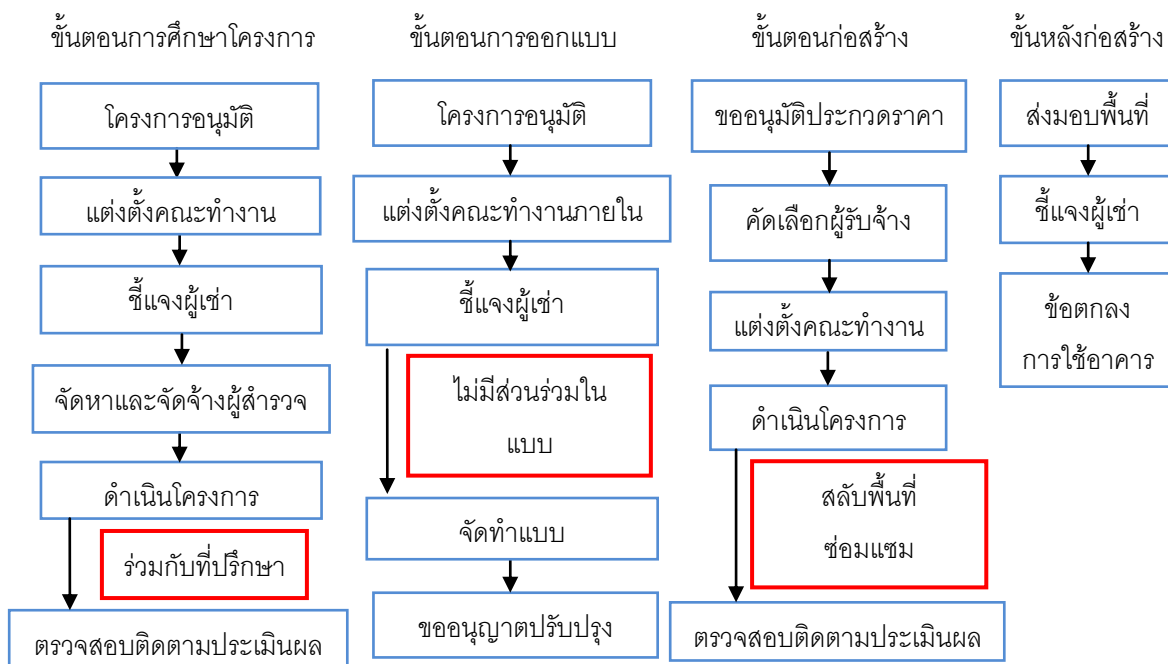 ขั้นตอนการศึกษาโครงการ
โครงการอนุมัติ
แต่งตั้งคณะทำงาน
ชี้แจงผู้เช่า
จัดหาและจัดจ้างผู้สำรวจ
ดำเนินโครงการ
ร่วมกับที่ปรึกษา
ตรวจสอบติดตามประเมินผล
ขั้นตอนการออกแบบ
โครงการอนุมัติ
แต่งตั้งคณะทำงานภายใน
ชี้แจงผู้เช่า
ไม่มีส่วนร่วมใน
แบบ
จัดทำแบบ
ขออนุญาตปรับปรุง
ขั้นตอนก่อสร้าง
ขออนุมัติประกวดราคา
คัดเลือกผู้รับจ้าง
แต่งตั้งคณะทำงาน
ดำเนินโครงการ
สลับพื้นที่
ซ่อมแซม
ตรวจสอบติดตามประเมินผล
ขั้นหลังก่อสร้าง
ส่งมอบพื้นที่
ชี้แจงผู้เช่า
ข้อตกลง
การใช้อาคาร